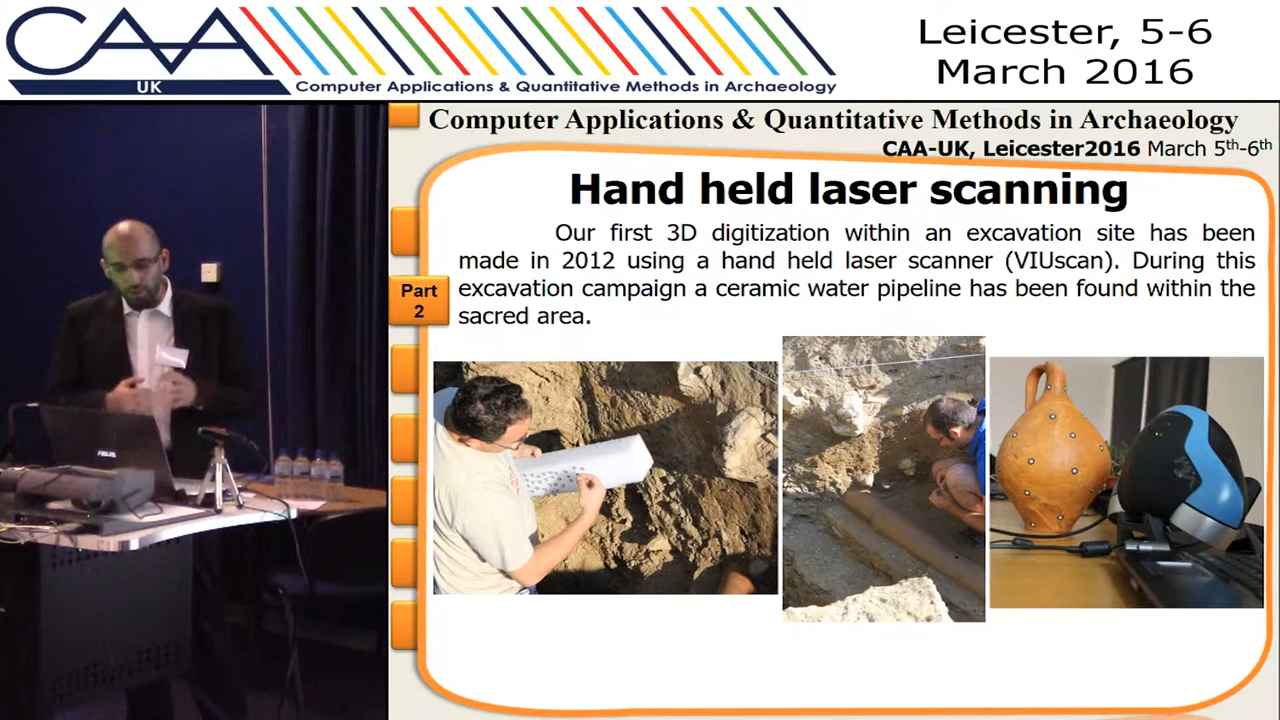 CAA
UK
Computer Applications & Quantitative Methods in Archaeology
Leicester, 5-6
March 2016
Computer Applications & Quantitative Methods in Archaeology
CAA-UK, Leicester2016 March 5th-6th
Hand held laser scanning
Our first 3D digitization within an excavation site has been
made in 2012 using a hand held laser scanner (VIUscan). During this
excavation campaign a ceramic water pipeline has been found within the
sacred area.
Part
2
ASUS